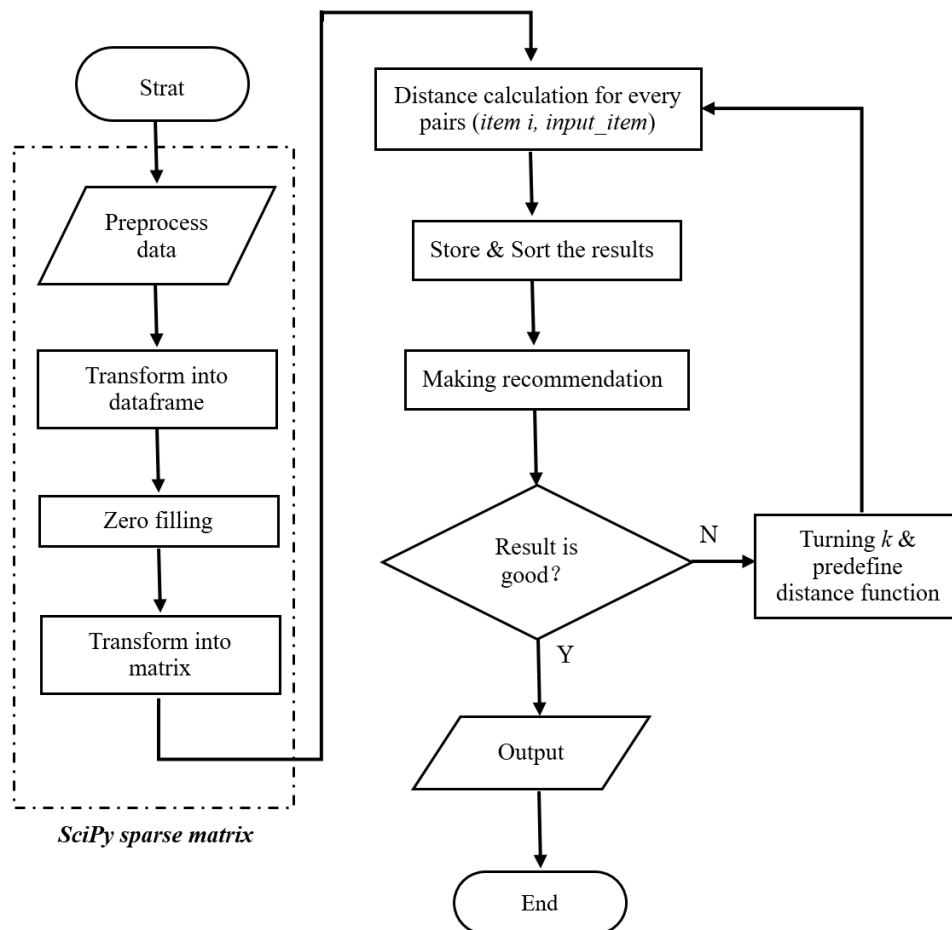 Strat
Preprocess
data
Transform into
dataframe
Zero filling
Transform into
matrix
SciPy sparse matrix
Distance calculation for every
pairs (item i, input_item)
Store & Sort the results
Making recommendation
Result is
good？
N
Turning k &
predefine
distance function
Y
Output
End